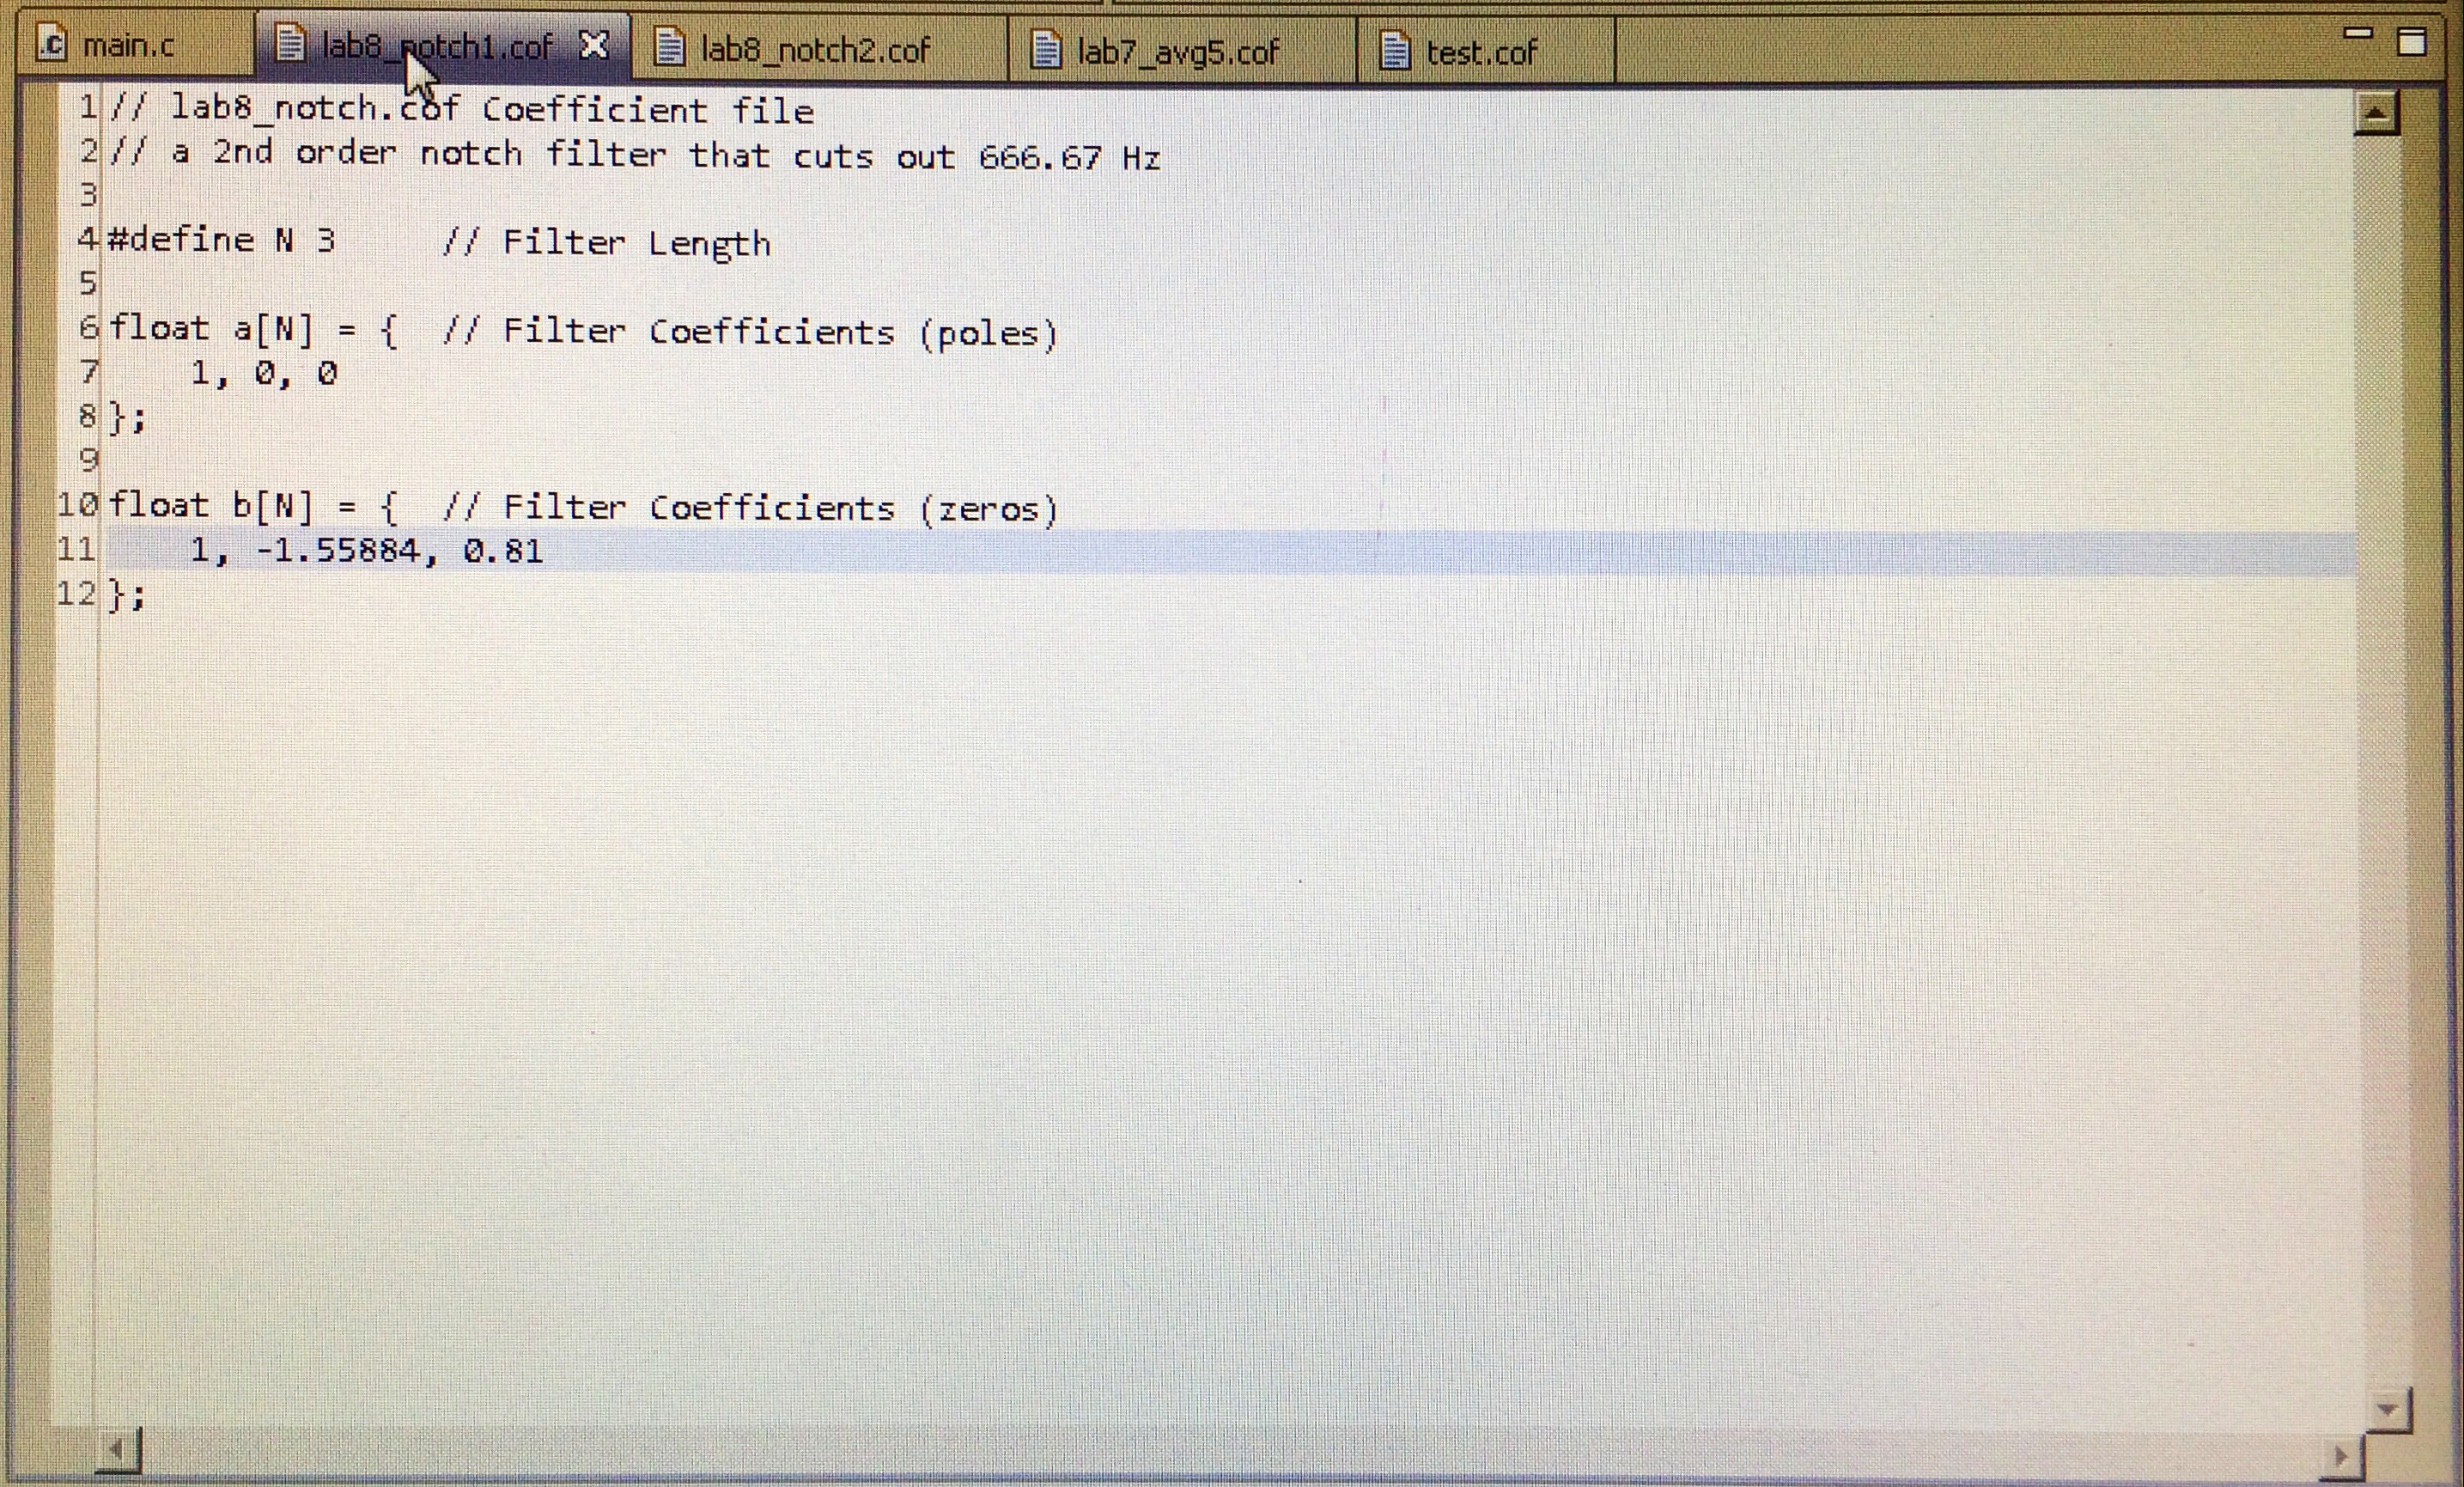 main.c lab8_notch1.cof lab8_notch2.cof lab7_avg5.cof test.cof
1 // lab8_notch.cof Coefficient file
2 // a 2nd order notch filter that cuts out 666.67 Hz
3
4 #define N 3 // Filter Length
5
6 float a[N] = { // Filter Coefficients (poles)
7 1, 0, 0
8 };
9
10 float b[N] = { // Filter Coefficients (zeros)
11 1, -1.55884, 0.81
12 };